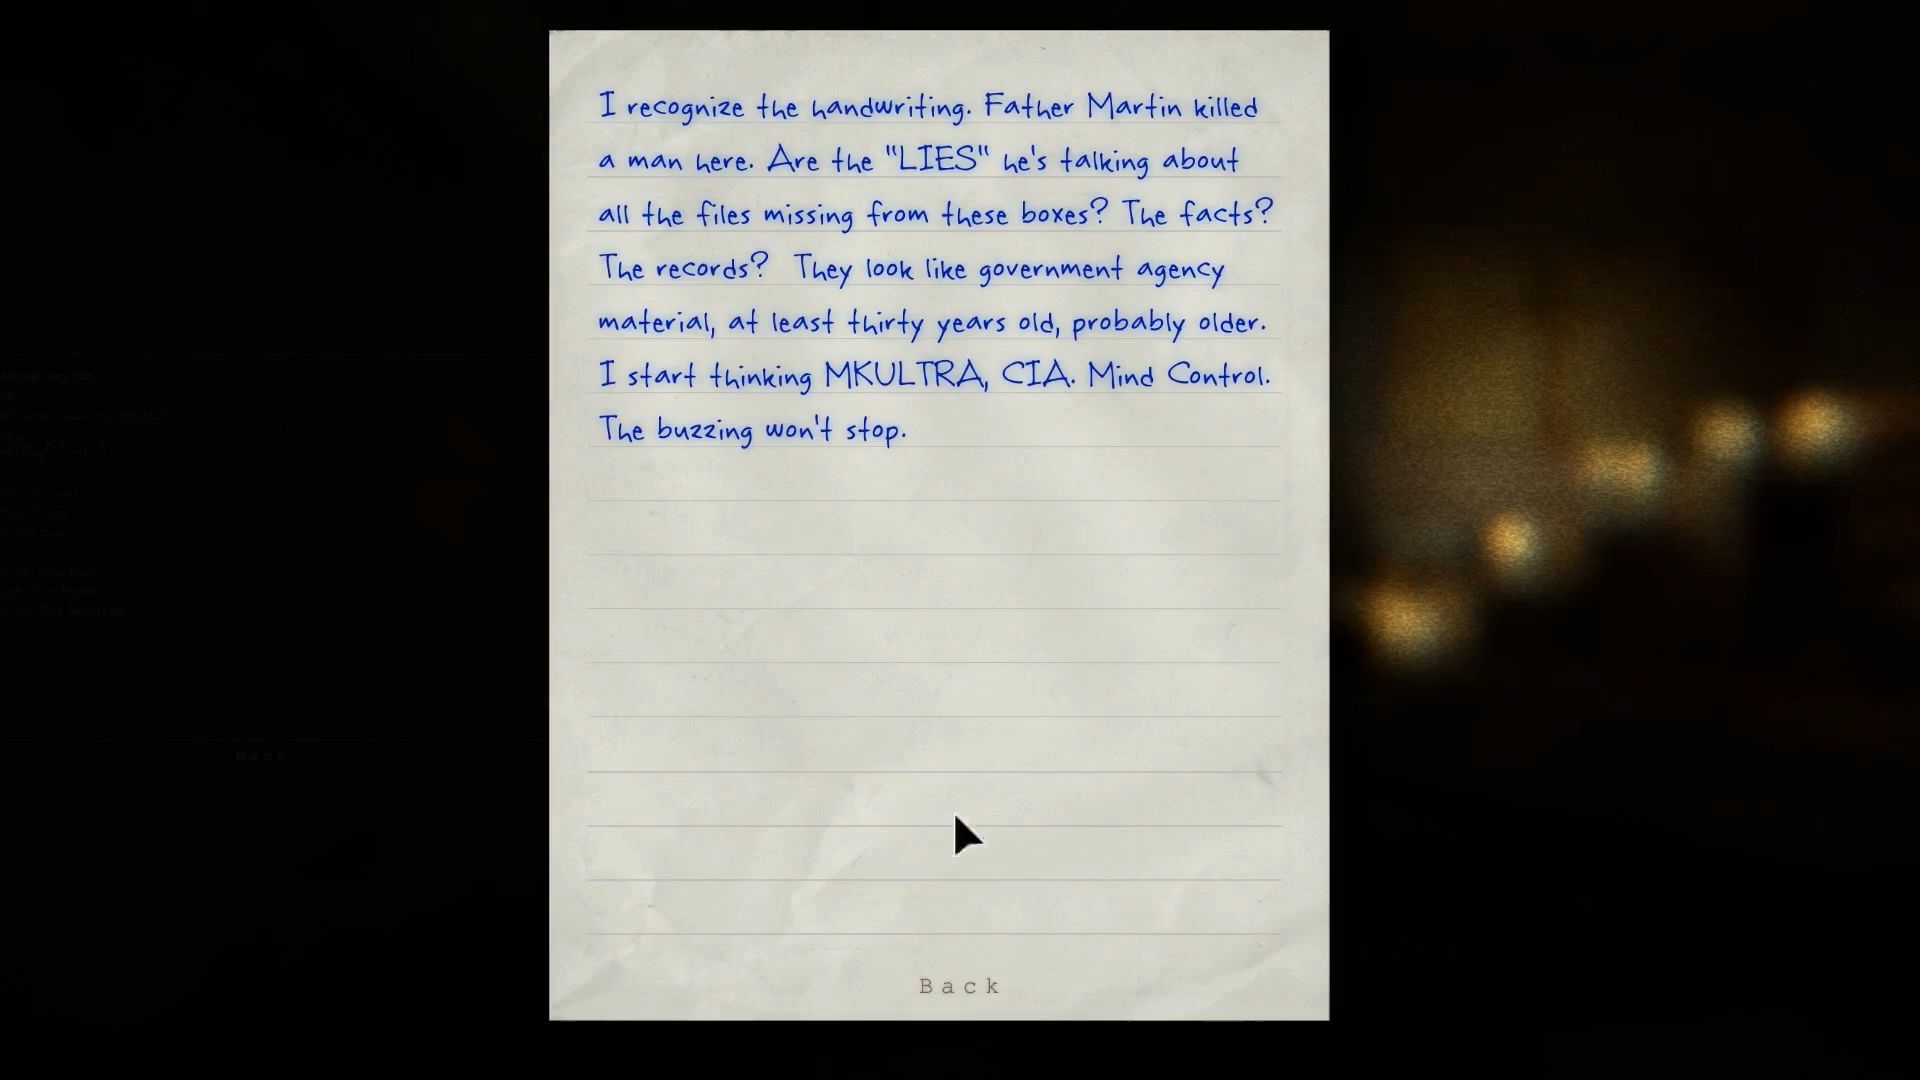 I recognize the handwriting. Father Martin killed
a man here. Are the "LIES" he's talking about
all the files missing from these boxes? The facts?
The records?  They look like government agency
material, at least thirty years old, probably older.
I start thinking MKULTRA, CIA. Mind Control.
The buzzing won't stop.
Back
Back